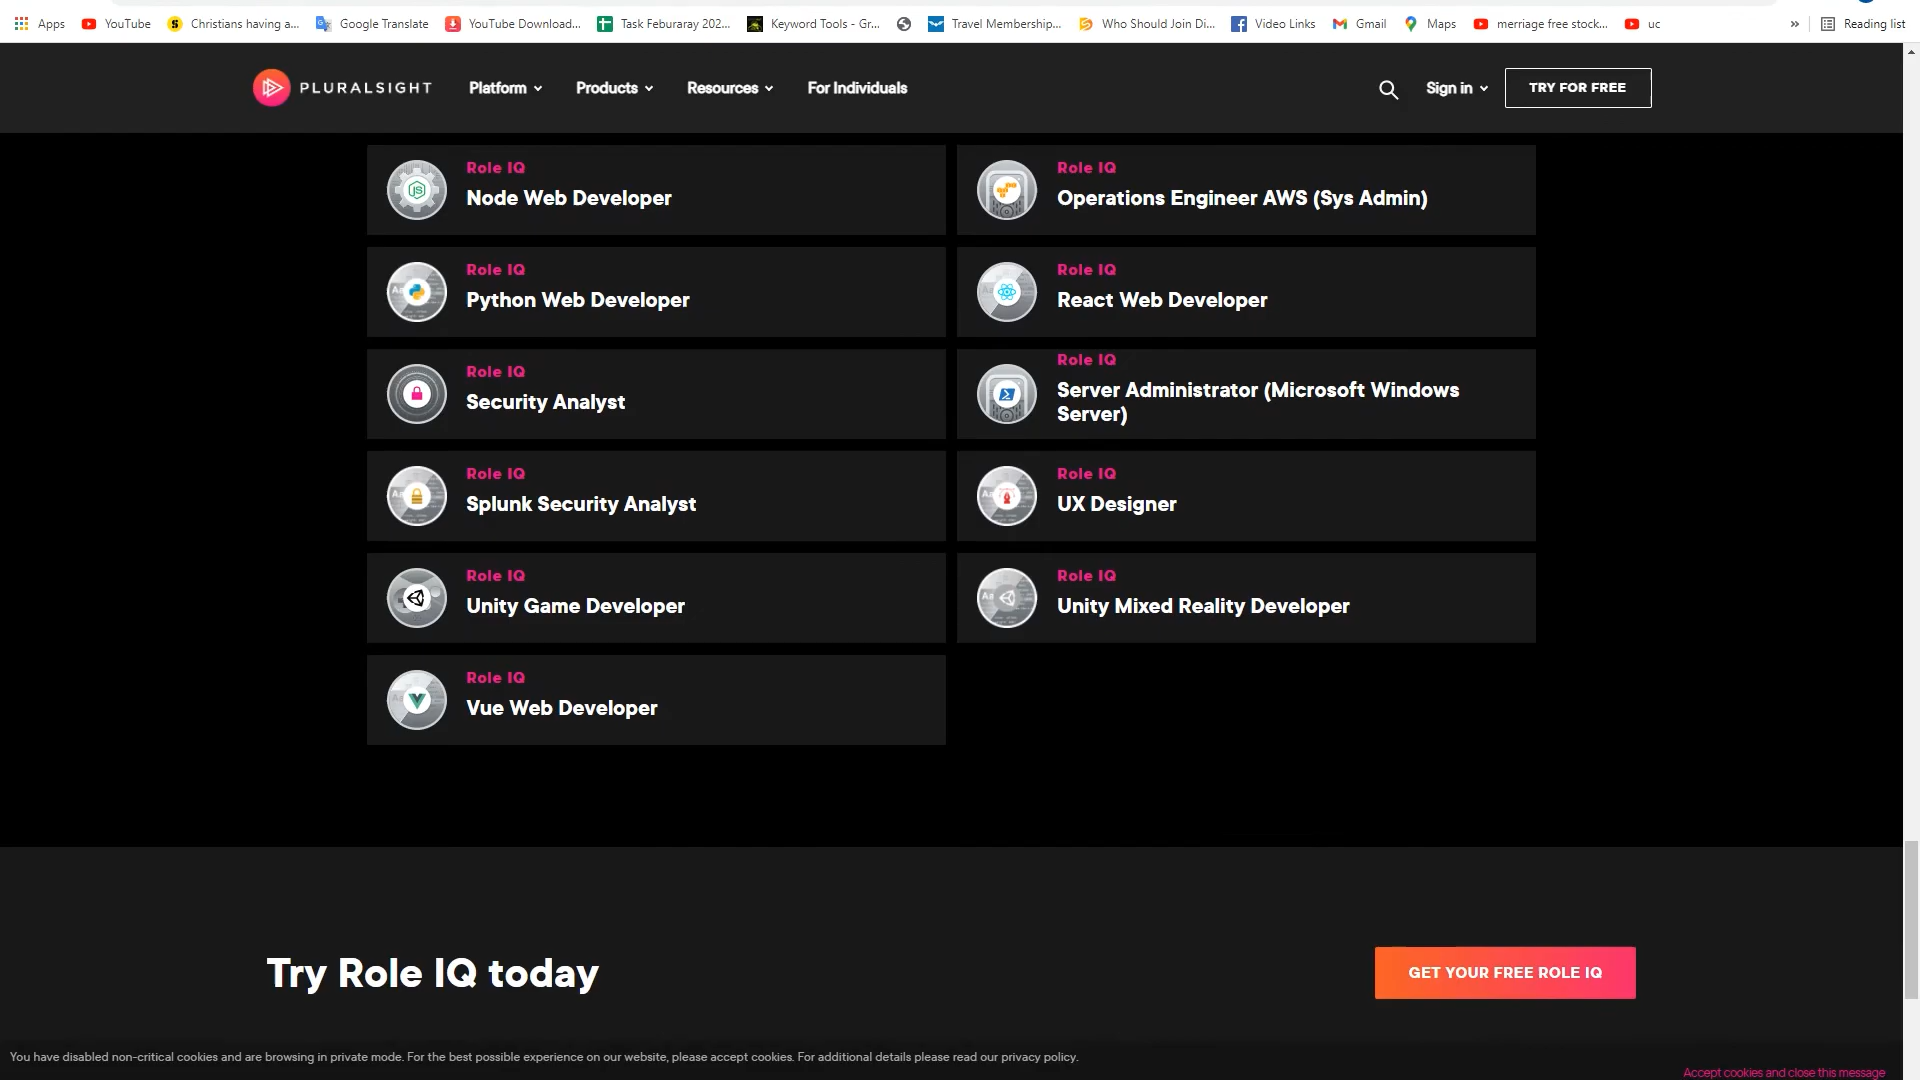 Apps
YouTube
Christians having a...
Google Translate
YouTube Download...
Task Feburaray 202...
Keyword Tools - Gr...
Travel Membership...
Who Should Join Di...
Video Links
Gmail
Maps
merriage free stock...
uc
»
Reading list
PLURALSIGHT
Platform
Products
Resources
For Individuals
Sign in
TRY FOR FREE
Role IQ
Node Web Developer
Role IQ
Operations Engineer AWS (Sys Admin)
Role IQ
Python Web Developer
Role IQ
React Web Developer
Role IQ
Security Analyst
Role IQ
Server Administrator (Microsoft Windows
Server)
Role IQ
Splunk Security Analyst
Role IQ
UX Designer
Role IQ
Unity Game Developer
Role IQ
Unity Mixed Reality Developer
Role IQ
Vue Web Developer
Try Role IQ today
GET YOUR FREE ROLE IQ
You have disabled non-critical cookies and are browsing in private mode. For the best possible experience on our website, please accept cookies. For additional details please read our privacy policy.
Accept cookies and close this message